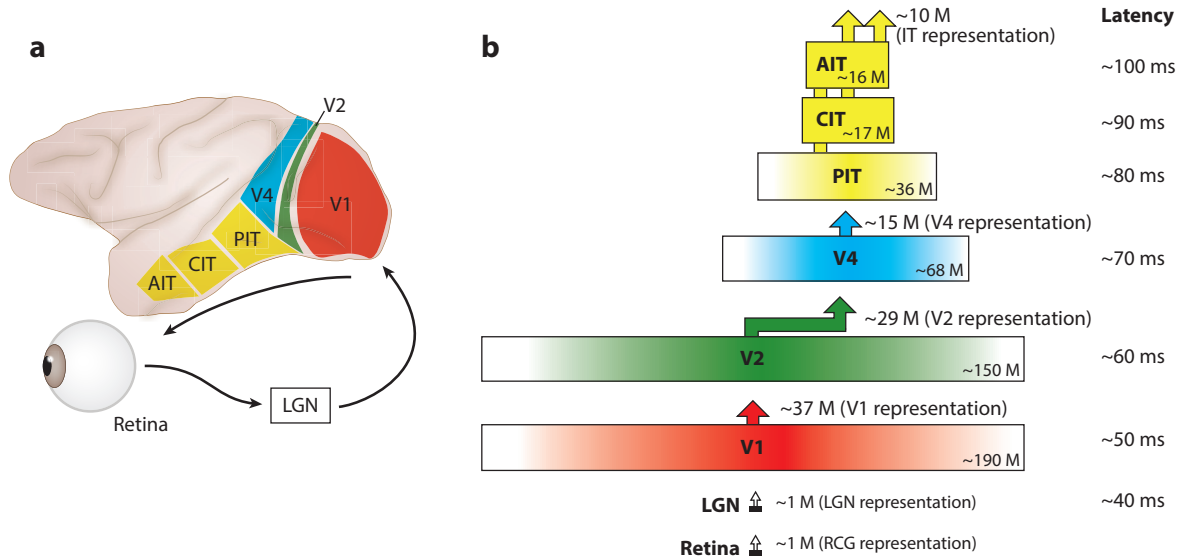 a
V2
V4
V1
PIT
CIT
AIT
Retina
LGN
b
Latency
~10 M
(IT representation)
AIT
~16 M
~100 ms
CIT
~17 M
~90 ms
PIT
~36 M
~80 ms
~15 M (V4 representation)
V4
~68 M
~70 ms
~29 M (V2 representation)
V2
~150 M
~60 ms
~37 M (V1 representation)
V1
~190 M
~50 ms
LGN ~1 M (LGN representation) ~40 ms
Retina ~1 M (RCG representation)